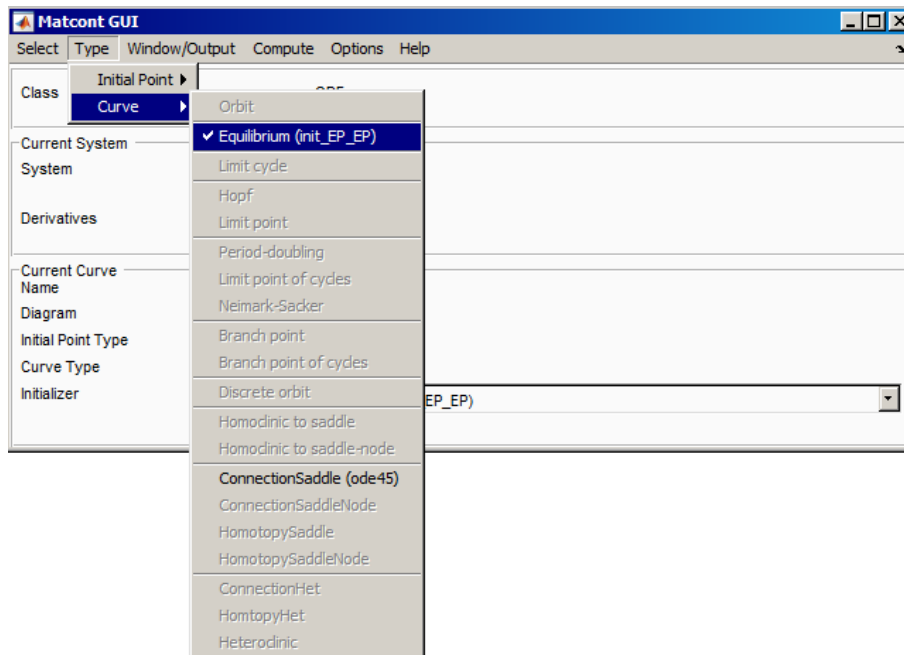 Matcont GUI
Select Type Window/Output Compute Options Help
Initial Point
Class
Curve
Orbit
Current System
Equilibrium (init_EP_EP)
System
Limit cycle
Hopf
Derivatives
Limit point
Period-doubling
Current Curve
Limit point of cycles
Name
Neimark-Sacker
Diagram
Branch point
Initial Point Type
Branch point of cycles
Curve Type
Initializer
Discrete orbit
EP_EP)
Homoclinic to saddle
Homoclinic to saddle-node
ConnectionSaddle (ode45)
ConnectionSaddleNode
HomotopySaddle
HomotopySaddleNode
ConnectionHet
HomtopyHet
Heteroclinic